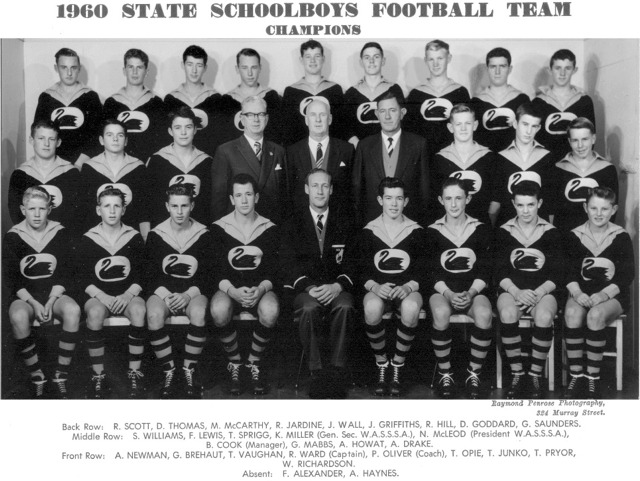 1960 STATE SCHOOLBOYS FOOTBALL TEAM
CHAMPIONS
Raymond Penrose Photography,
224 Murray Street.
Back Row: R. SCOTT, D. THOMAS, M. McCARTHY, R. JARDINE, J. WALL, J. GRIFFITHS, R. HILL, D. GODDARD, G. SAUNDERS.
Middle Row: S. WILLIAMS, F. LEWIS, T. SPRIGG, K. MILLER (Gen. Sec. W.A.S.S.S.A.), N. McLEOD (President W.A.S.S.S.A.),
B. COOK (Manager), G. MABBS, A. HOWAT, A. DRAKE.
Front Row: A. NEWMAN, G. BREHAUT, T. VAUGHAN, R. WARD (Captain), P. OLIVER (Coach), T. OPIE, T. JUNKO, T. PRYOR,
W. RICHARDSON.
Absent: F. ALEXANDER, A. HAYNES.